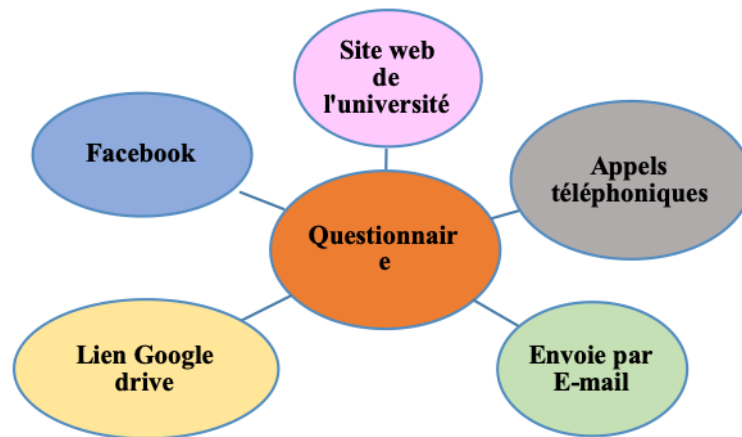 Site web
de
l'université
Facebook
Appels
téléphoniques
Questionnair
e
Lien Google
drive
Envoie par
E-mail